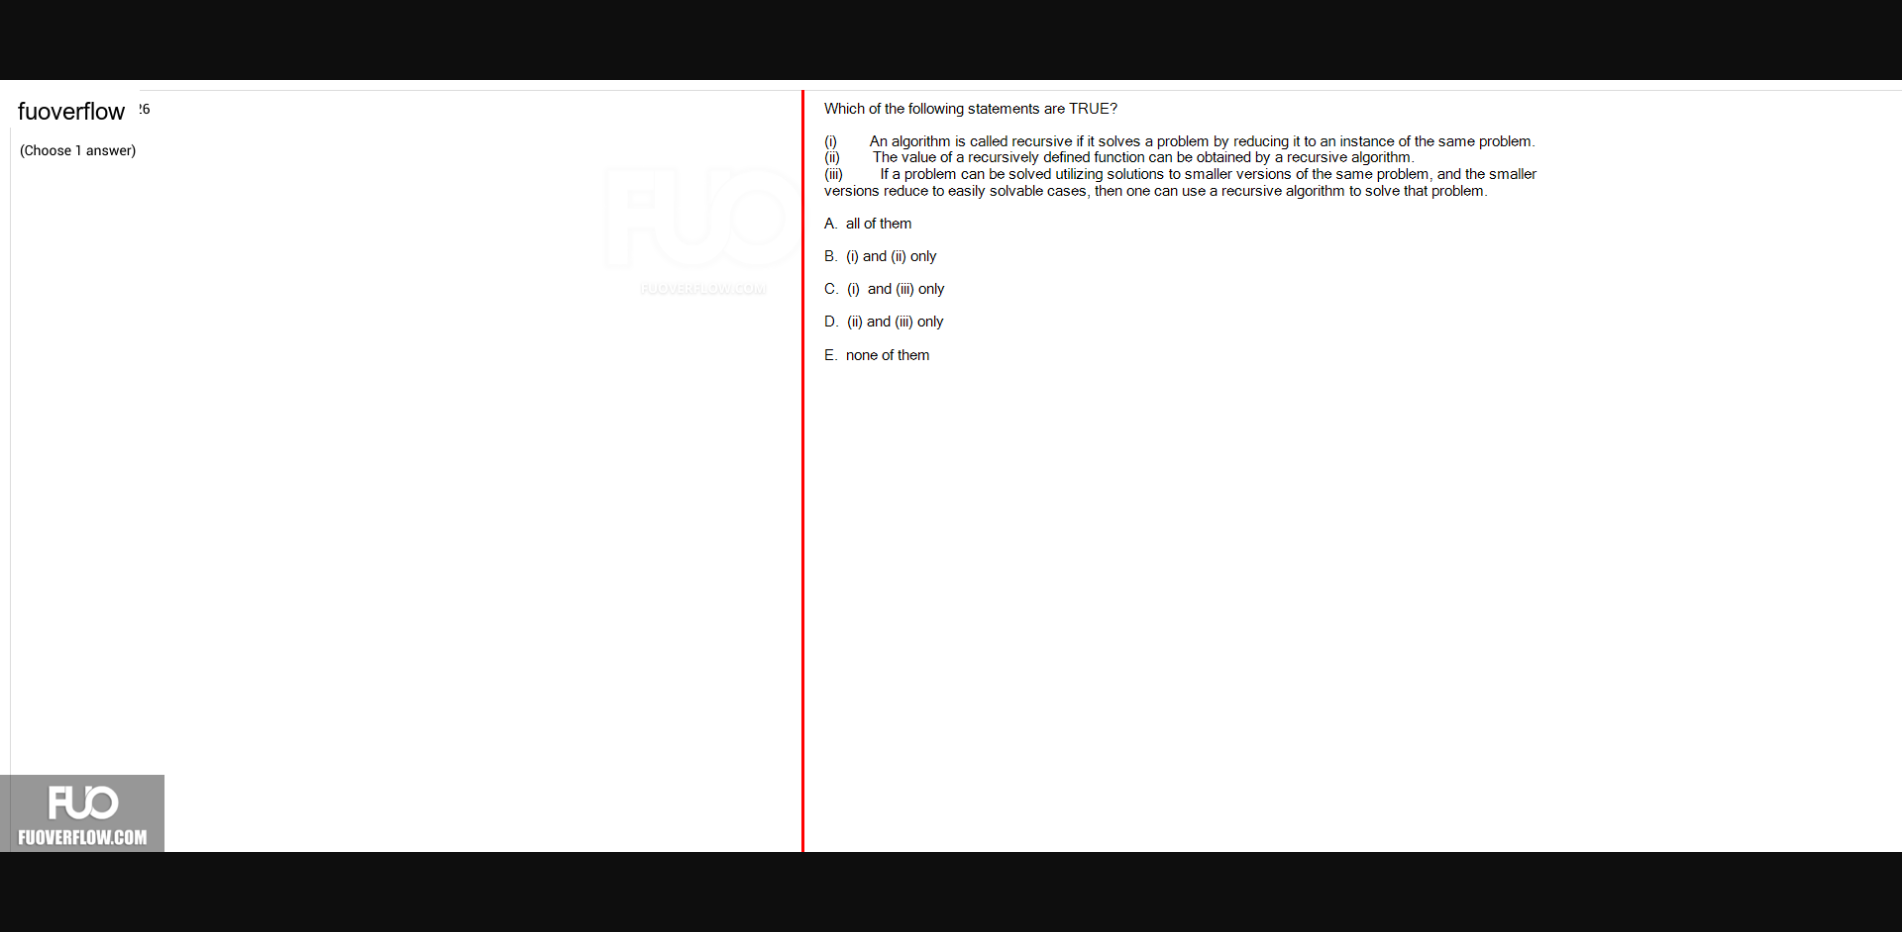 fuoverflow 26
(Choose 1 answer)
FUO
FUOVERFLOW.COM
Which of the following statements are TRUE?
(i) An algorithm is called recursive if it solves a problem by reducing it to an instance of the same problem.
(ii) The value of a recursively defined function can be obtained by a recursive algorithm.
(iii) If a problem can be solved utilizing solutions to smaller versions of the same problem, and the smaller
versions reduce to easily solvable cases, then one can use a recursive algorithm to solve that problem.
A. all of them
B. (i) and (ii) only
C. (i) and (iii) only
D. (ii) and (iii) only
E. none of them
FUO
FUOVERFLOW.COM